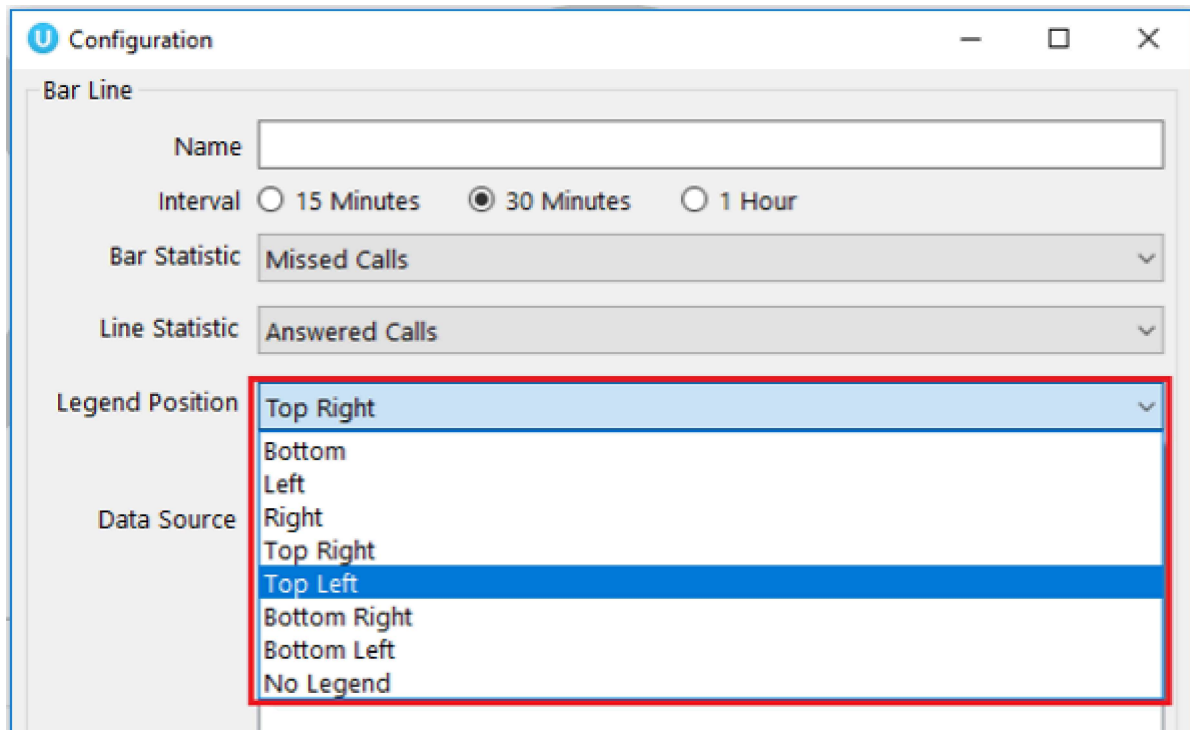 U Configuration
Bar Line
Name
Interval 15 Minutes 30 Minutes 1 Hour
Bar Statistic Missed Calls
Line Statistic Answered Calls
Legend Position Top Right
Bottom
Left
Data Source Right
Top Right
Top Left
Bottom Right
Bottom Left
No Legend